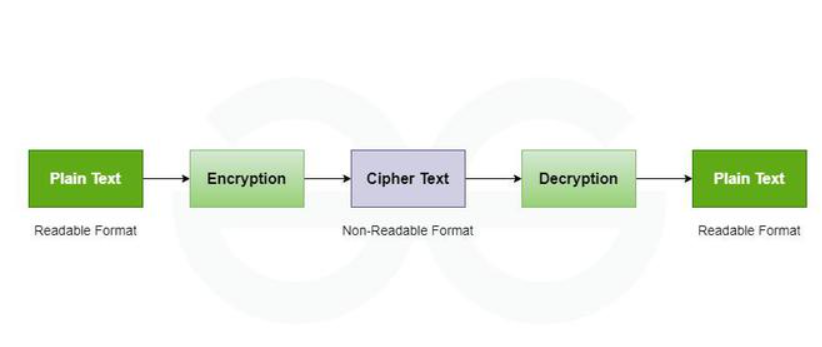 Plain Text
Encryption
Cipher Text
Decryption
Plain Text
Readable Format
Non-Readable Format
Readable Format